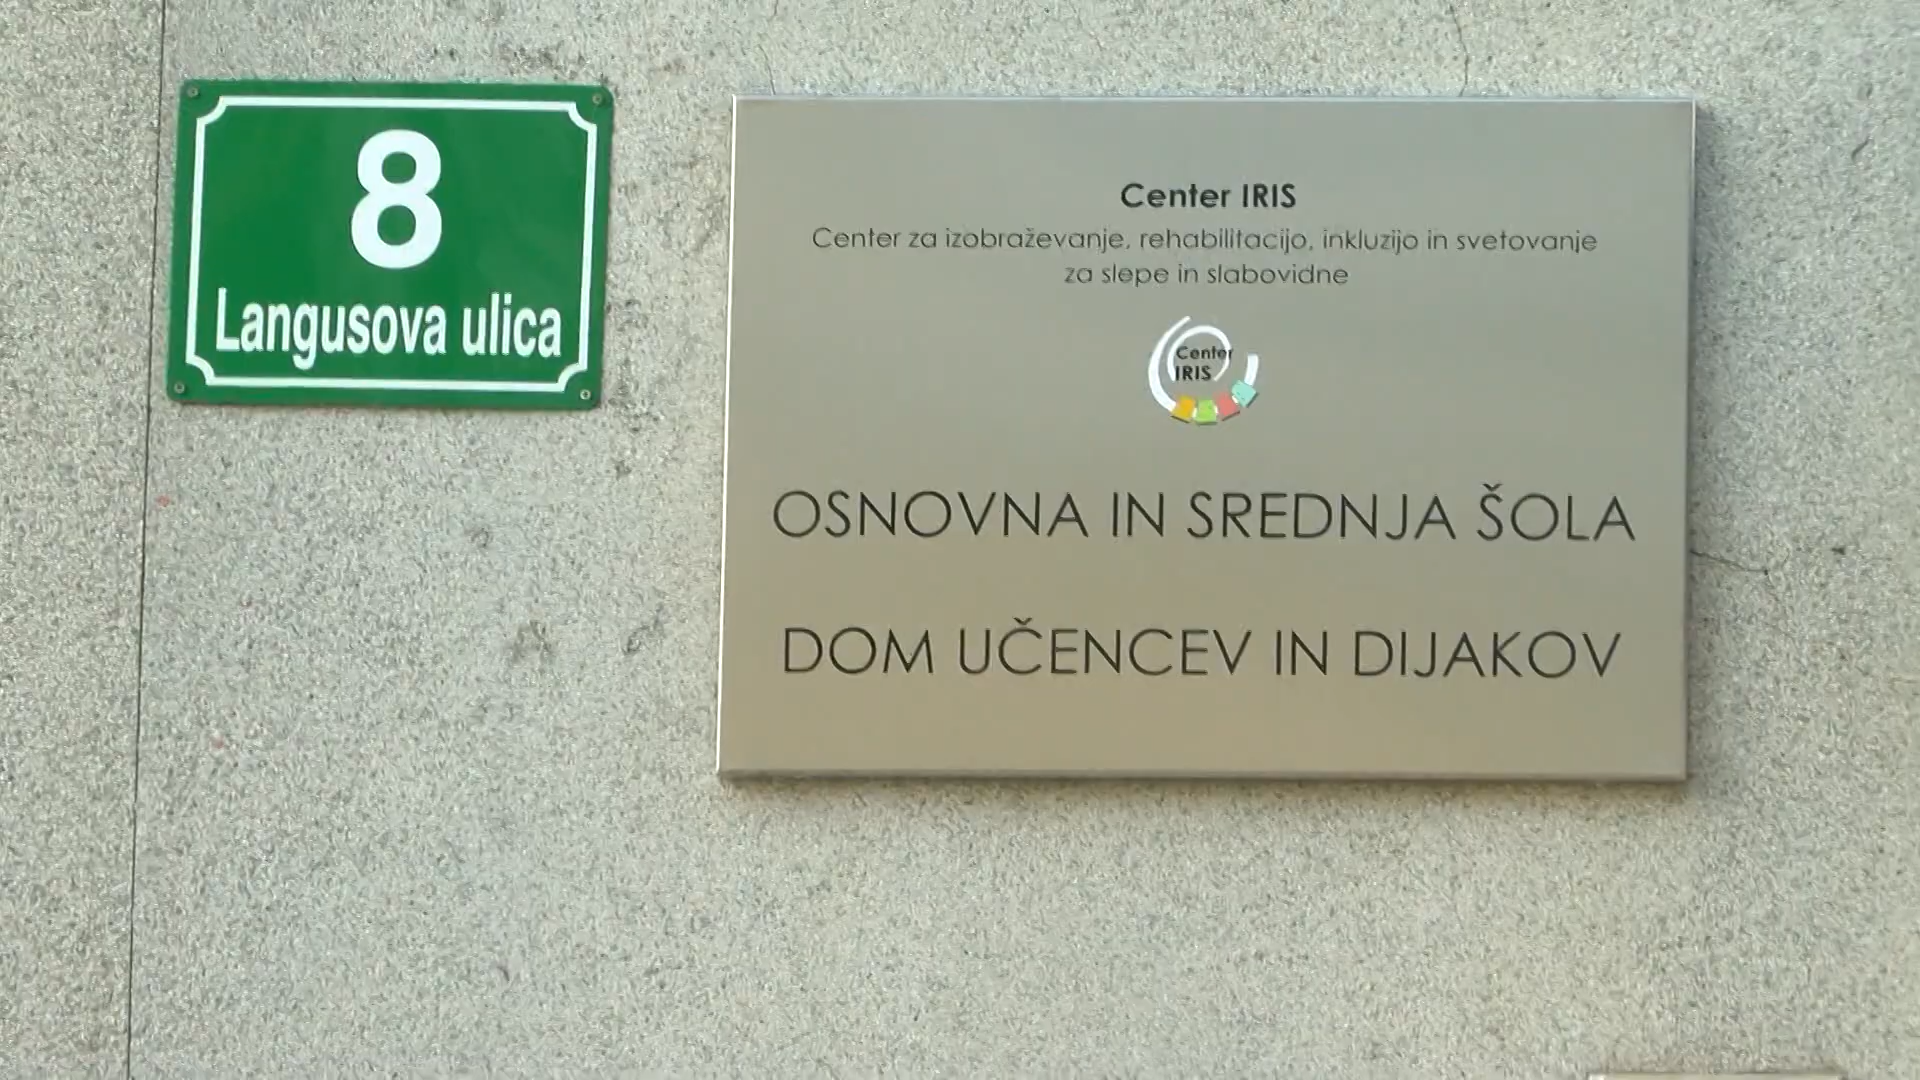 8
Langusova ulica
Center IRIS
Center za izobraževanje, rehabilitacijo, inkluzijo in svetovanje
za slepe in slabovidne
Center
IRIS
OSNOVNA IN SREDNJA ŠOLA
DOM UČENCEV IN DIJAKOV